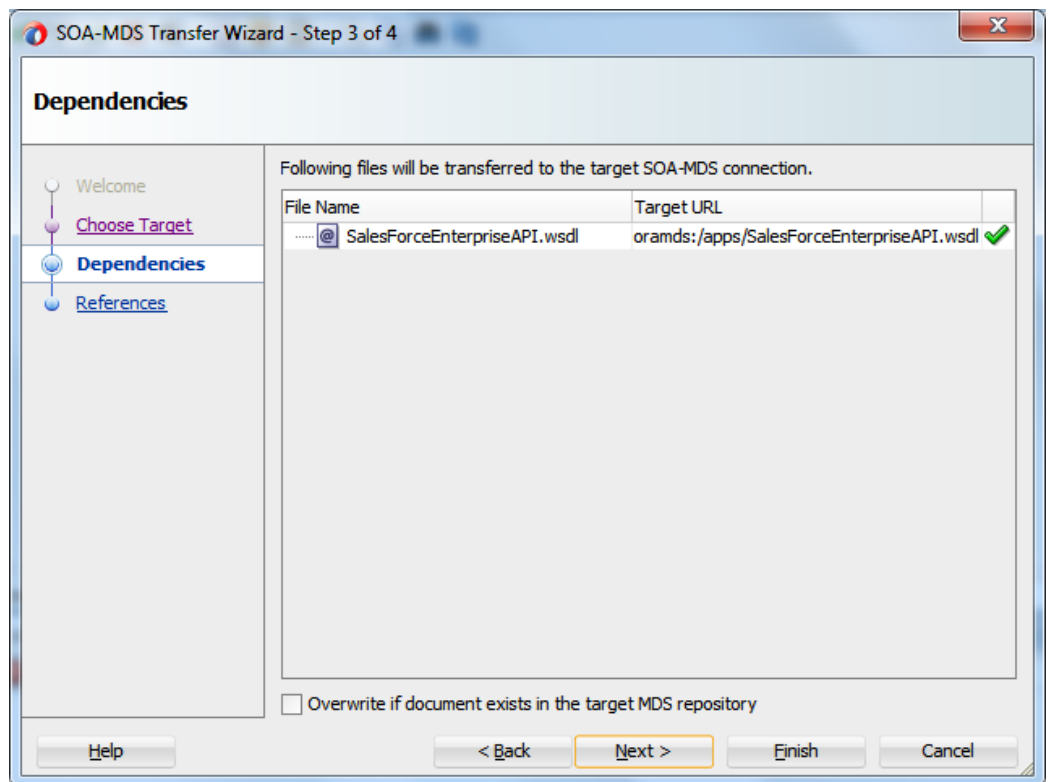 SOA-MDS Transfer Wizard - Step 3 of 4
Dependencies
Welcome
Choose Target
Dependencies
References
Following files will be transferred to the target SOA-MDS connection.
File Name Target URL
@ SalesForceEnterpriseAPI.wsdl oramds:/apps/SalesForceEnterpriseAPI.wsdl
Overwrite if document exists in the target MDS repository
Help < Back Next > Finish Cancel